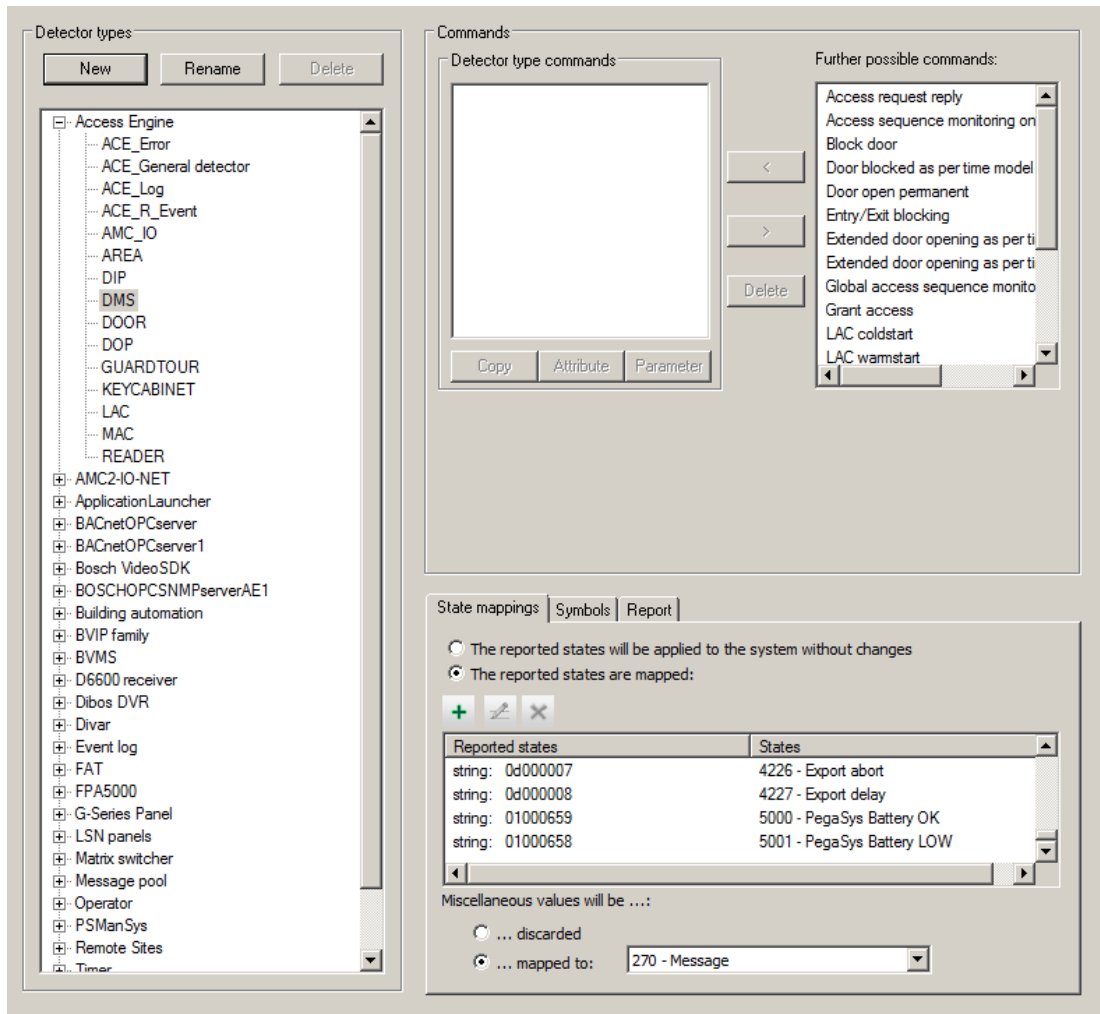 Detector types
New Rename Delete
Access Engine
ACE_Error
ACE_General detector
ACE_Log
ACE_R_Event
AMC_IO
AREA
DIP
DMS
DOOR
DOP
GUARDTOUR
KEYCABINET
LAC
MAC
READER
AMC2-IO-NET
ApplicationLauncher
BACnetOPCserver
BACnetOPCserver1
Bosch VideoSDK
BOSCHOPCSNMPserverAE1
Building automation
BVIP family
BVMS
D6600 receiver
Dibos DVR
Divar
Event log
FAT
FPA5000
G-Series Panel
LSN panels
Matrix switcher
Message pool
Operator
PSManSys
Remote Sites
Timer
Commands
Detector type commands
<
>
Delete
Copy Attribute Parameter
Further possible commands:
Access request reply
Access sequence monitoring on
Block door
Door blocked as per time model
Door open permanent
Entry/Exit blocking
Extended door opening as per ti
Extended door opening as per ti
Global access sequence monito
Grant access
LAC coldstart
LAC warmstart
State mappings Symbols Report
The reported states will be applied to the system without changes
The reported states are mapped:
Reported states States
string: 0d000007 4226 - Export abort
string: 0d000008 4227 - Export delay
string: 01000659 5000 - PegaSys Battery OK
string: 01000658 5001 - PegaSys Battery LOW
Miscellaneous values will be ...:
... discarded
... mapped to: 270 - Message